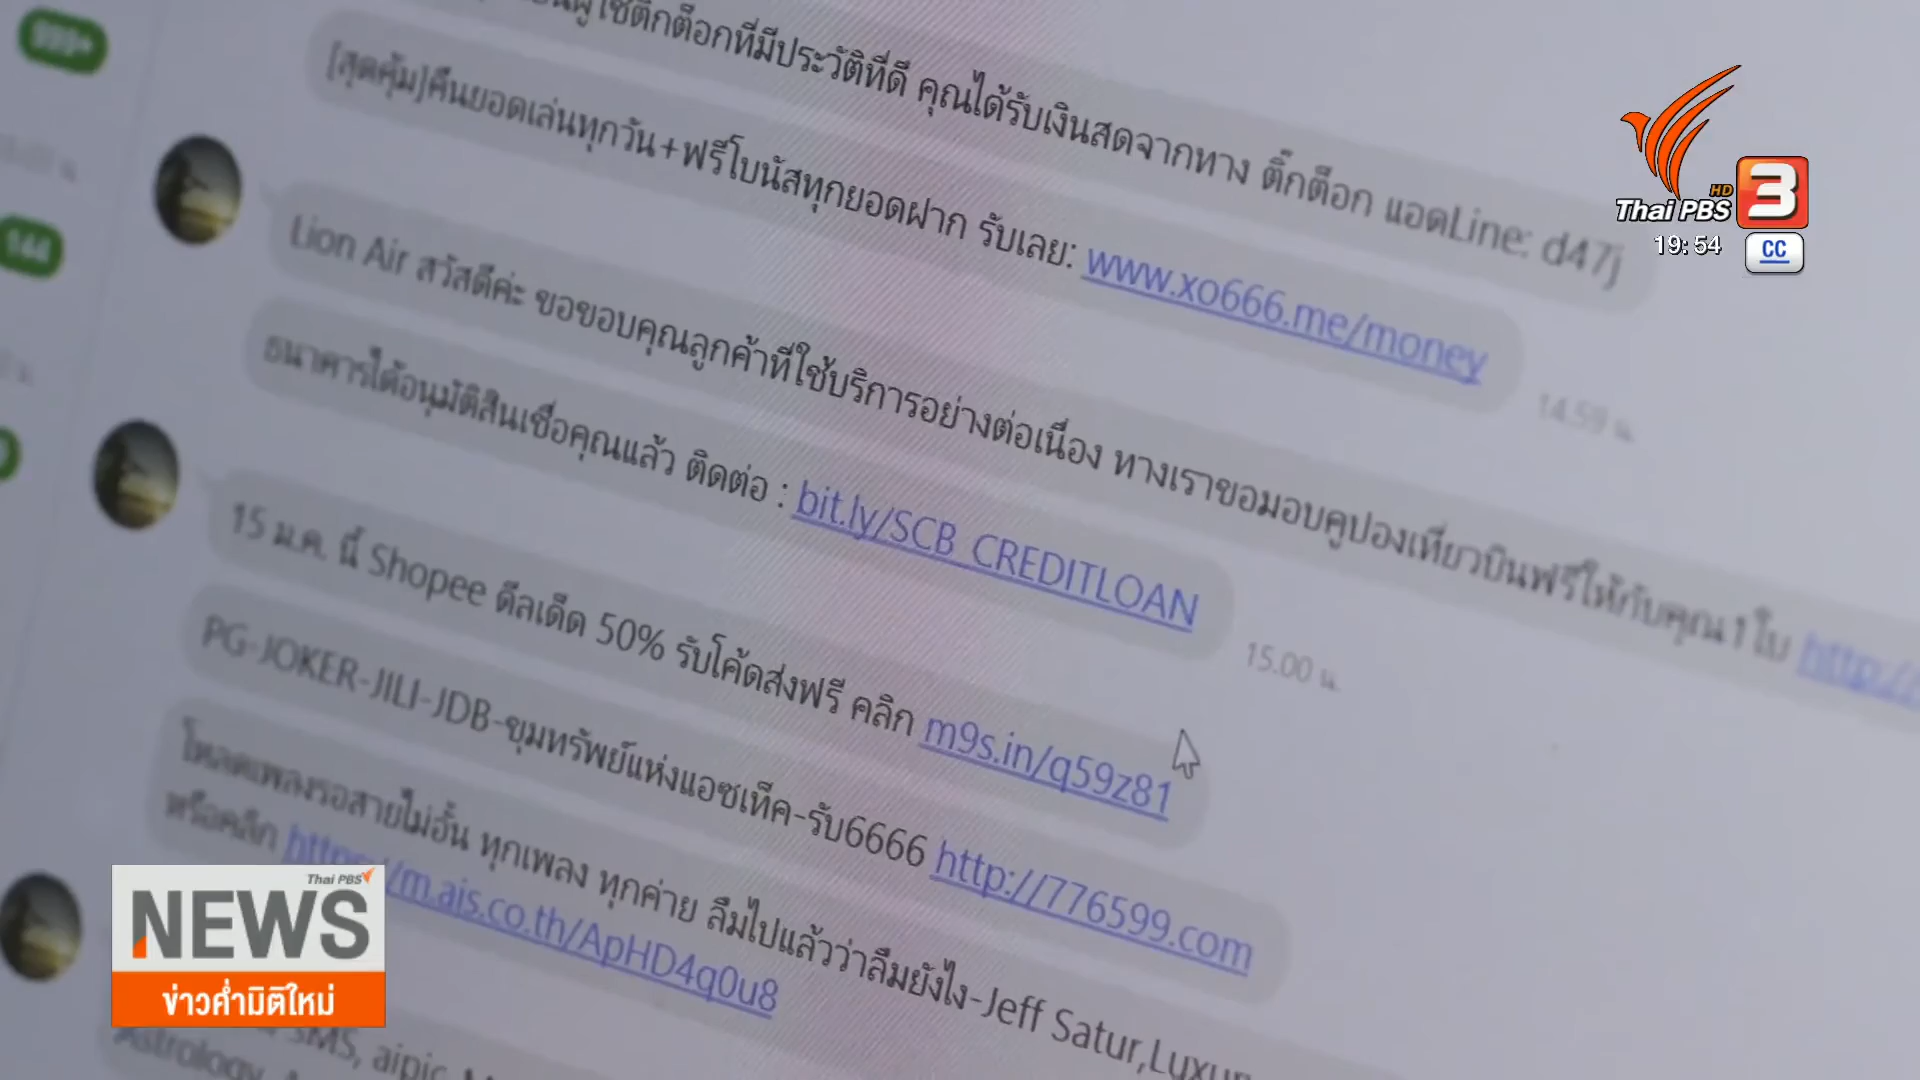 999+
ผู้ใช้ติ๊กต็อกที่มีประวัติที่ดี คุณได้รับเงินสดจากทาง ติ๊กต็อก แอดLine: d47j
[สุดคุ้ม]คืนยอดเล่นทุกวัน+ฟรีโบนัสทุกยอดฝาก รับเลย: www.xo666.me/money
14.59 น.
144
Lion Air สวัสดีค่ะ ขอขอบคุณลูกค้าที่ใช้บริการอย่างต่อเนื่อง ทางเราขอมอบคูปองเที่ยวบินฟรีให้กับคุณ1ใบ http://
ธนาคารได้อนุมัติสินเชื่อคุณแล้ว ติดต่อ : bit.ly/SCB_CREDITLOAN
15.00 น.
15 ม.ค. นี้ Shopee ดีลเด็ด 50% รับโค้ดส่งฟรี คลิก m9s.in/q59z81
PG-JOKER-JILI-JDB-ขุมทรัพย์แห่งแอซเท็ค-รับ6666 http://776599.com
โหลดเพลงรอสายไม่อั้น ทุกเพลง ทุกค่าย ลืมไปแล้วว่าลืมยังไง-Jeff Satur,Luxur
หรือคลิก https://m.ais.co.th/ApHD4q0u8
SMS, aipic,
Astrology,
Thai PBS HD 3
19:54
CC
Thai PBS
NEWS
ข่าวค่ำมิติใหม่